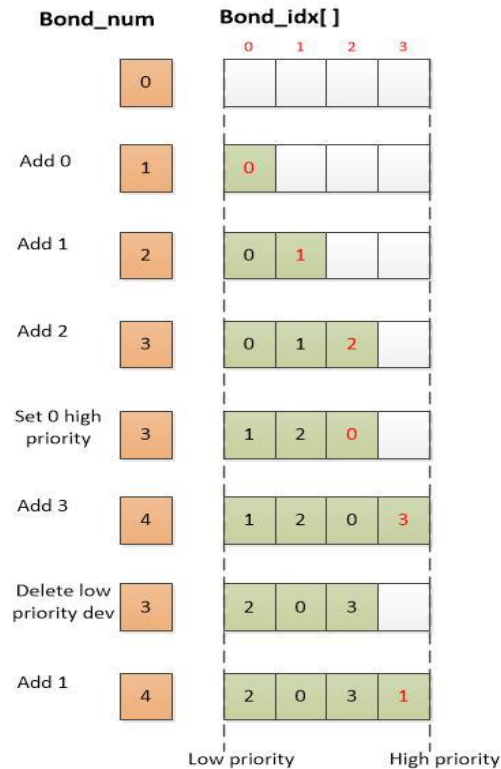 Bond_num Bond_idx[ ]
0 1 2 3
0
Add 0 1 0
Add 1 2 0 1
Add 2 3 0 1 2
Set 0 high
priority 3 1 2 0
Add 3 4 1 2 0 3
Delete low
priority dev 3 2 0 3
Add 1 4 2 0 3 1
Low priority High priority